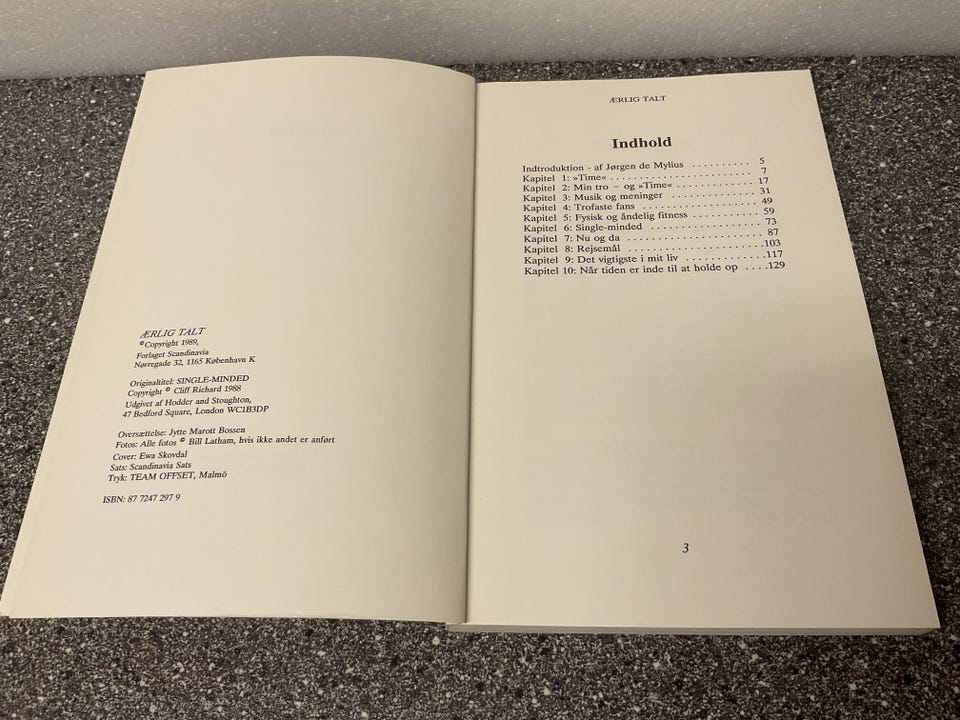 ÆRLIG TALT
©Copyright 1989,
Forlaget Scandinavia
Nørregade 32, 1165 København K
Originaltitel: SINGLE-MINDED
Copyright © Cliff Richard 1988
Udgivet af Hodder and Stoughton,
47 Bedford Square, London WC1B3DP
Oversættelse: Jytte Marott Bossen
Fotos: Alle fotos © Bill Latham, hvis ikke andet er anført
Cover: Ewa Skovdal
Sats: Scandinavia Sats
Tryk: TEAM OFFSET, Malmö
ISBN: 87 7247 297 9
ÆRLIG TALT
Indhold
Indtroduktion - af Jørgen de Mylius .......... 5
Kapitel 1: »Time« ..................... 7
Kapitel 2: Min tro – og »Time« ............ 17
Kapitel 3: Musik og meninger .............. 31
Kapitel 4: Trofaste fans .................. 49
Kapitel 5: Fysisk og åndelig fitness ........... 59
Kapitel 6: Single-minded ................. 73
Kapitel 7: Nu og da ..................... 87
Kapitel 8: Rejsemål .................... 103
Kapitel 9: Det vigtigste i mit liv ............ 117
Kapitel 10: Når tiden er inde til at holde op .... 129
3